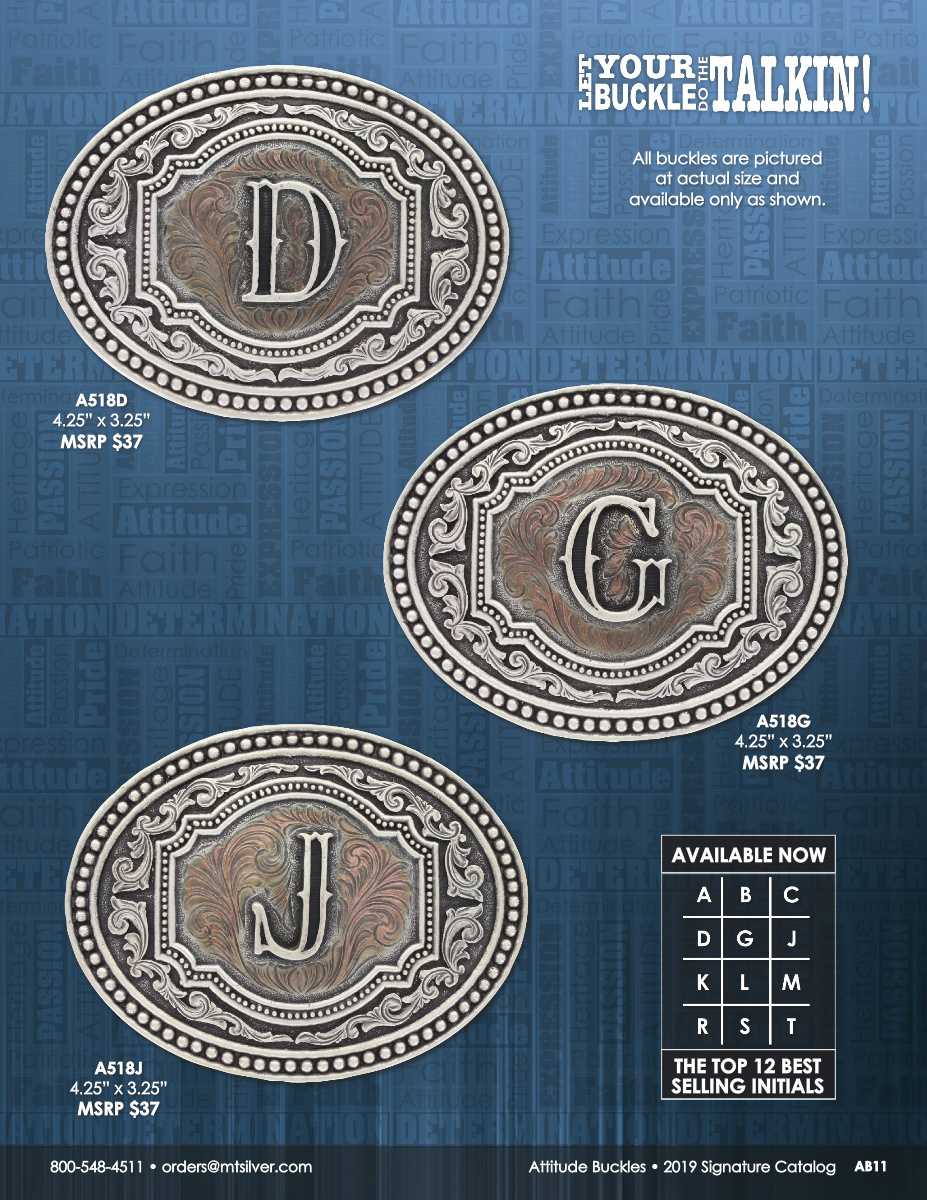 LET YOUR BUCKLE DO THE TALKIN!
All buckles are pictured
at actual size and
available only as shown.
D
A518D
4.25” x 3.25”
MSRP $37
G
A518G
4.25” x 3.25”
MSRP $37
J
A518J
4.25” x 3.25”
MSRP $37
AVAILABLE NOW
A B C
D G J
K L M
R S T
THE TOP 12 BEST
SELLING INITIALS
800-548-4511 • orders@mtsilver.com
Attitude Buckles • 2019 Signature Catalog AB11